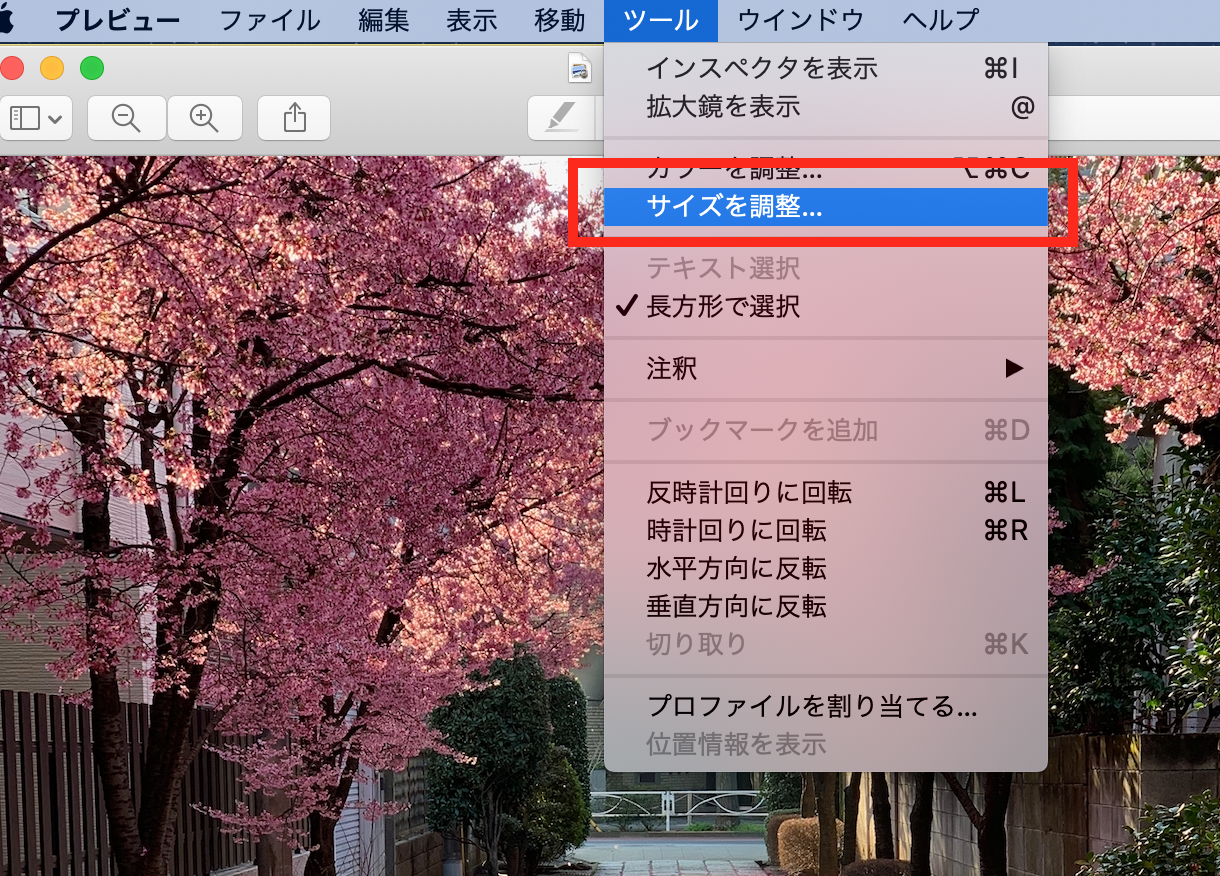 プレビュー ファイル 編集 表示 移動 ツール ウインドウ ヘルプ
インスペクタを表示 ⌘I
拡大鏡を表示 @
カラーを調整... ⌥⌘C
サイズを調整...
テキスト選択
✓長方形で選択
注釈 ▶
ブックマークを追加 ⌘D
反時計回りに回転 ⌘L
時計回りに回転 ⌘R
水平方向に反転
垂直方向に反転
切り取り ⌘K
プロファイルを割り当てる...
位置情報を表示